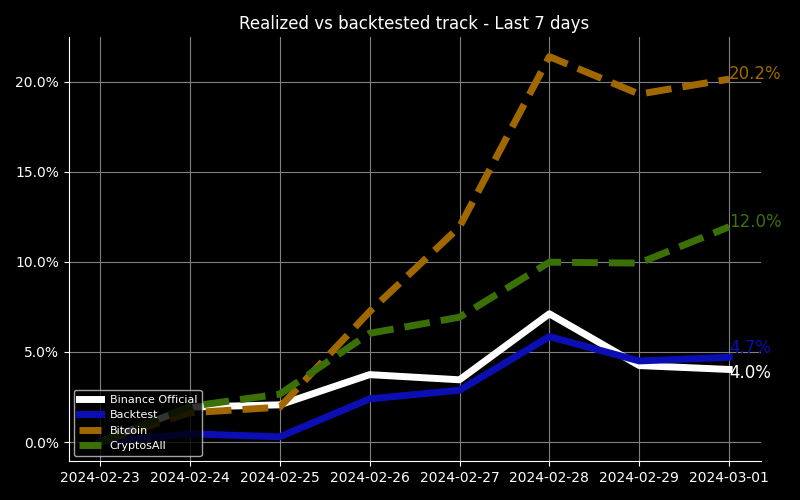 Realized vs backtested track - Last 7 days
20.0%
15.0%
10.0%
5.0%
0.0%
20.2%
12.0%
4.7%
4.0%
Binance Official
Backtest
Bitcoin
CryptosAll
2024-02-23 2024-02-24 2024-02-25 2024-02-26 2024-02-27 2024-02-28 2024-02-29 2024-03-01